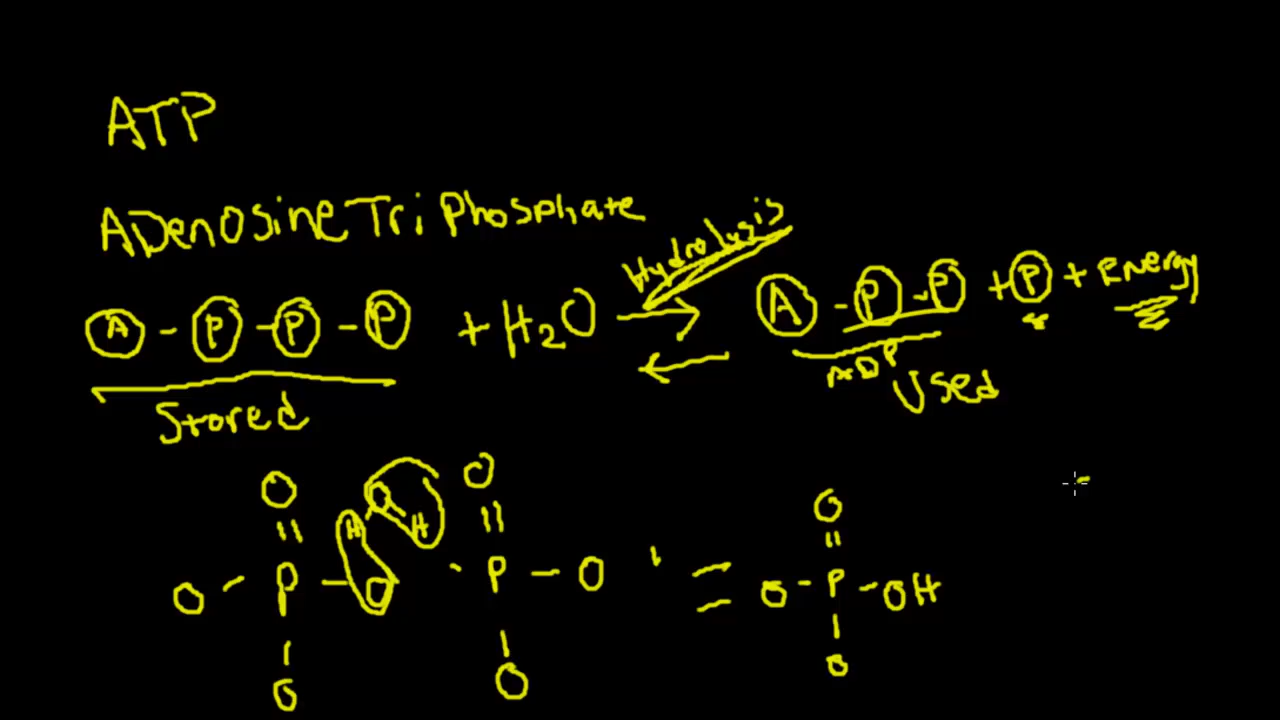 ATP
ADenOsine Tri Phosphate
Hydrolysis
A - P - P - P + H2O A - P - P + P + Energy
ADP
Stored Used
O O O
O H H O
O - P - O - P - O = O - P - OH
O O O